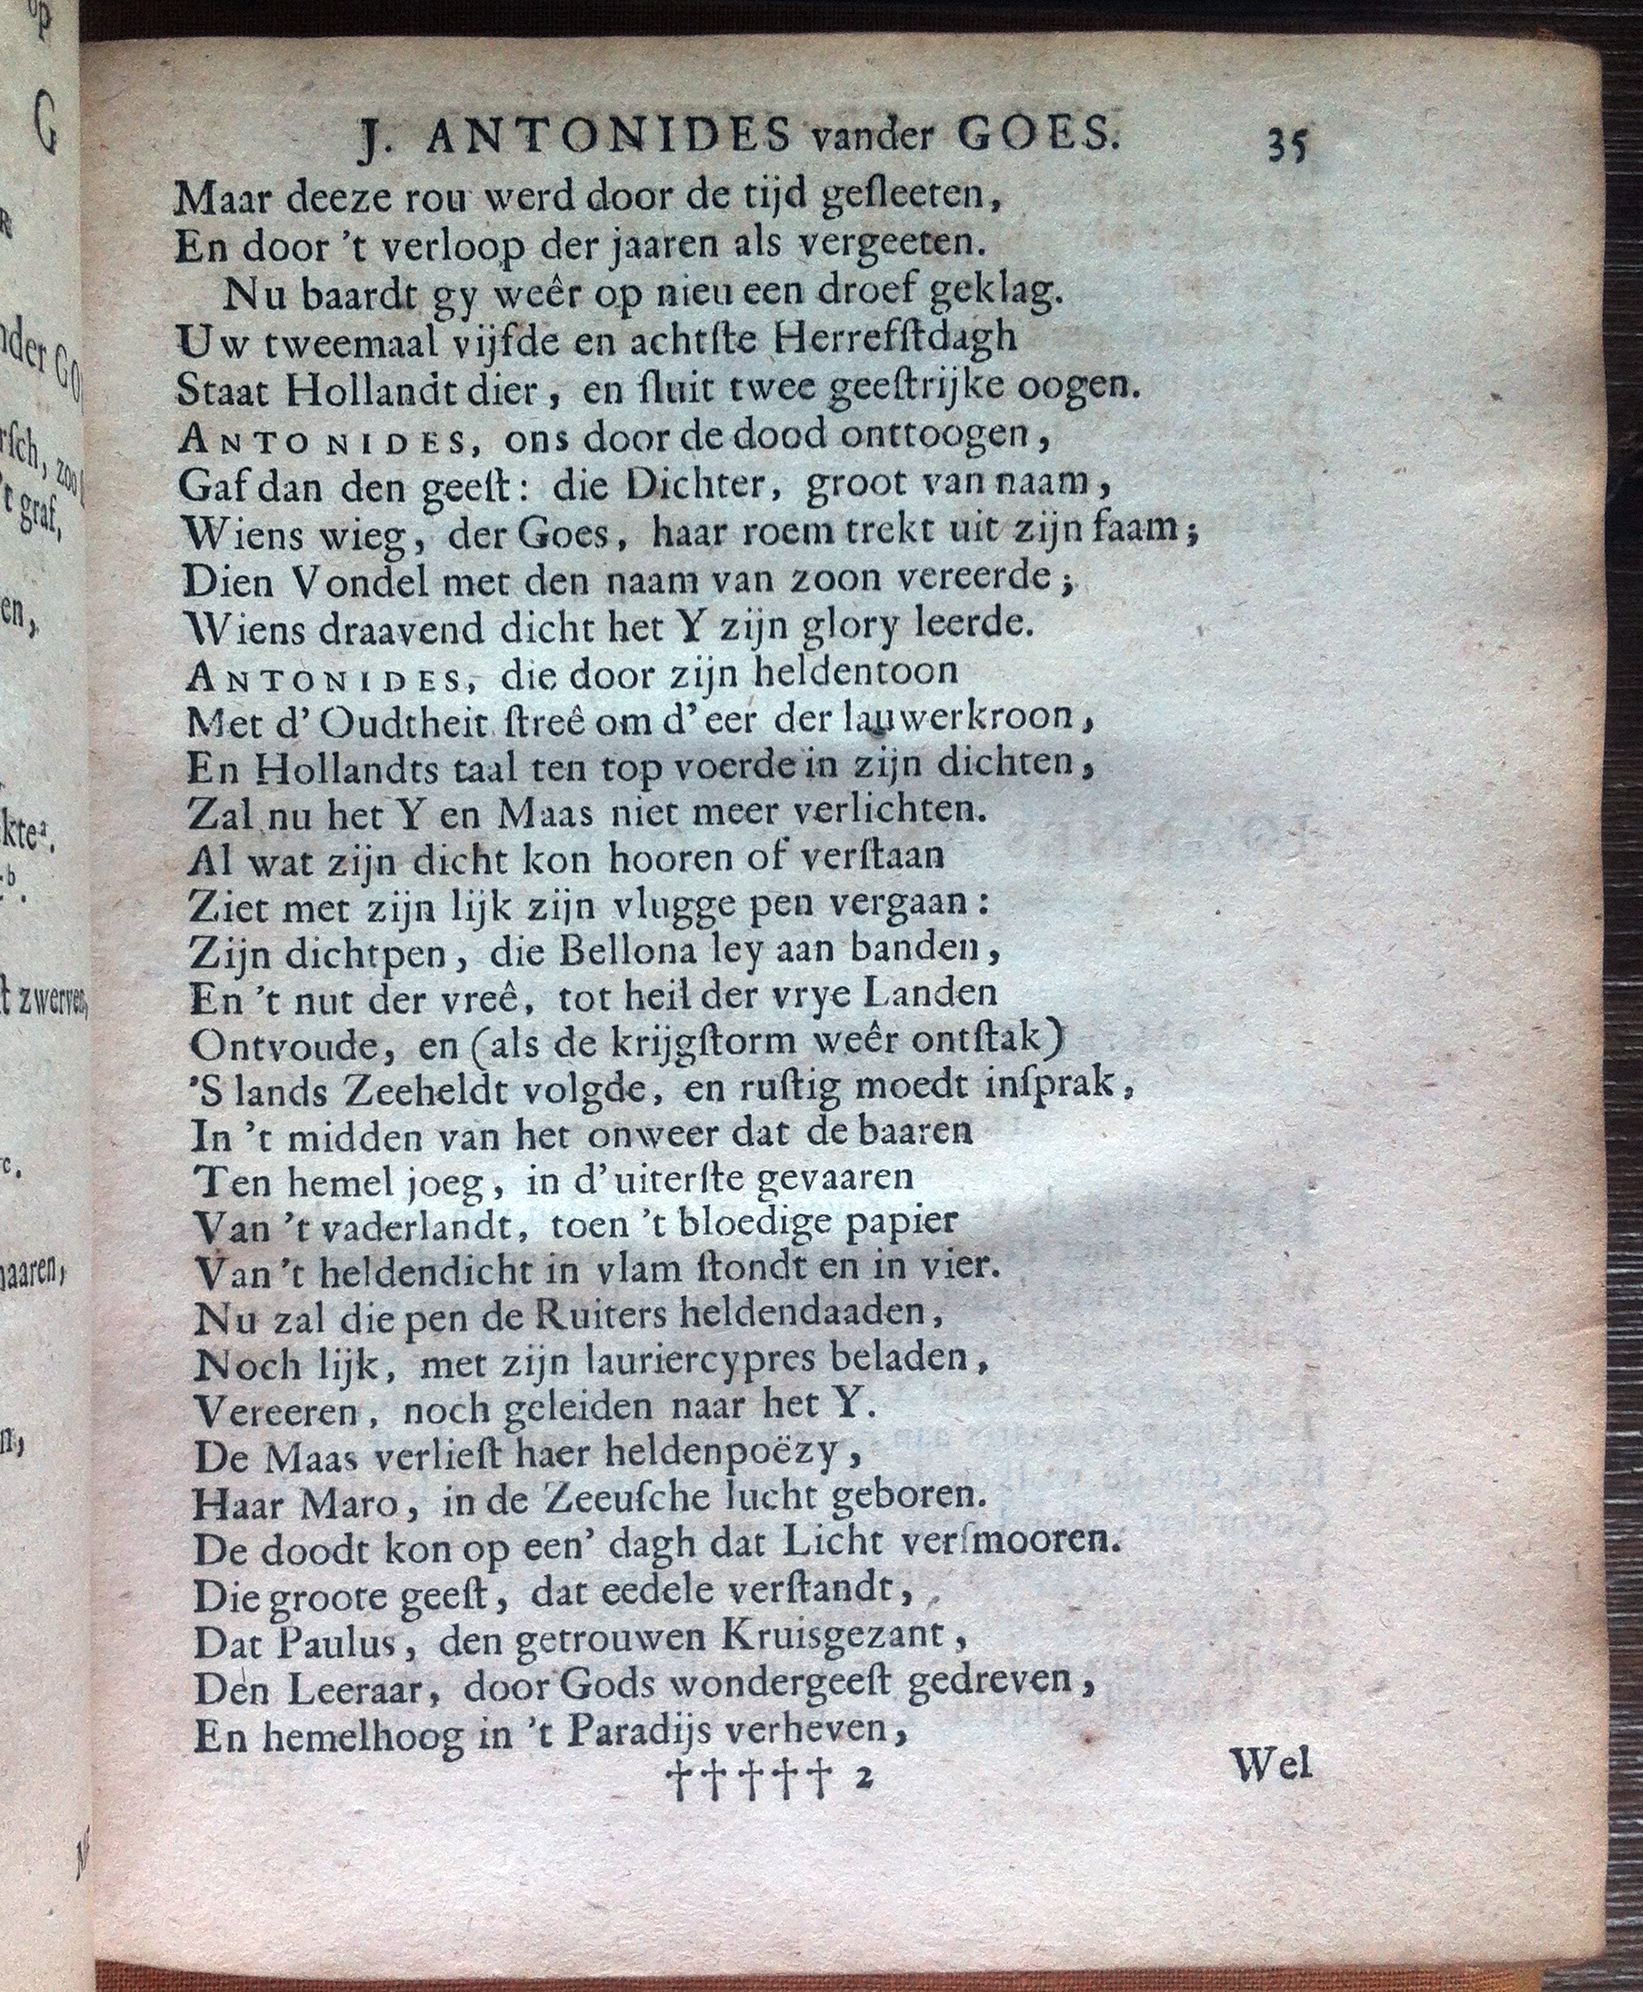 J. ANTONIDES vander GOES. 35
Maar deeze rou werd door de tijd geſleeten,
En door 't verloop der jaaren als vergeeten.
Nu baardt gy weêr op nieu een droef geklag.
Uw tweemaal vijfde en achtſte Herrefſtdagh
Staat Hollandt dier, en ſluit twee geeſtrijke oogen.
ANTONIDES, ons door de dood onttoogen,
Gaf dan den geeſt: die Dichter, groot van naam,
Wiens wieg, der Goes, haar roem trekt uit zijn faam;
Dien Vondel met den naam van zoon vereerde;
Wiens draavend dicht het Y zijn glory leerde.
ANTONIDES, die door zijn heldentoon
Met d' Oudtheit ſtreê om d' eer der lauwerkroon,
En Hollandts taal ten top voerde in zijn dichten,
Zal nu het Y en Maas niet meer verlichten.
Al wat zijn dicht kon hooren of verſtaan
Ziet met zijn lijk zijn vlugge pen vergaan:
Zijn dichtpen, die Bellona ley aan banden,
En 't nut der vreê, tot heil der vrye Landen
Ontvoude, en (als de krijgſtorm weêr ontſtak)
'S lands Zeeheldt volgde, en ruſtig moedt inſprak,
In 't midden van het onweer dat de baaren
Ten hemel joeg, in d' uiterſte gevaaren
Van 't vaderlandt, toen 't bloedige papier
Van 't heldendicht in vlam ſtondt en in vier.
Nu zal die pen de Ruiters heldendaaden,
Noch lijk, met zijn lauriercypres beladen,
Vereeren, noch geleiden naar het Y.
De Maas verlieſt haer heldenpoëzy,
Haar Maro, in de Zeeuſche lucht geboren.
De doodt kon op een' dagh dat Licht verſmooren.
Die groote geeſt, dat eedele verſtandt,
Dat Paulus, den getrouwen Kruisgezant,
Den Leeraar, door Gods wondergeeſt gedreven,
En hemelhoog in 't Paradijs verheven,
††††† 2 Wel